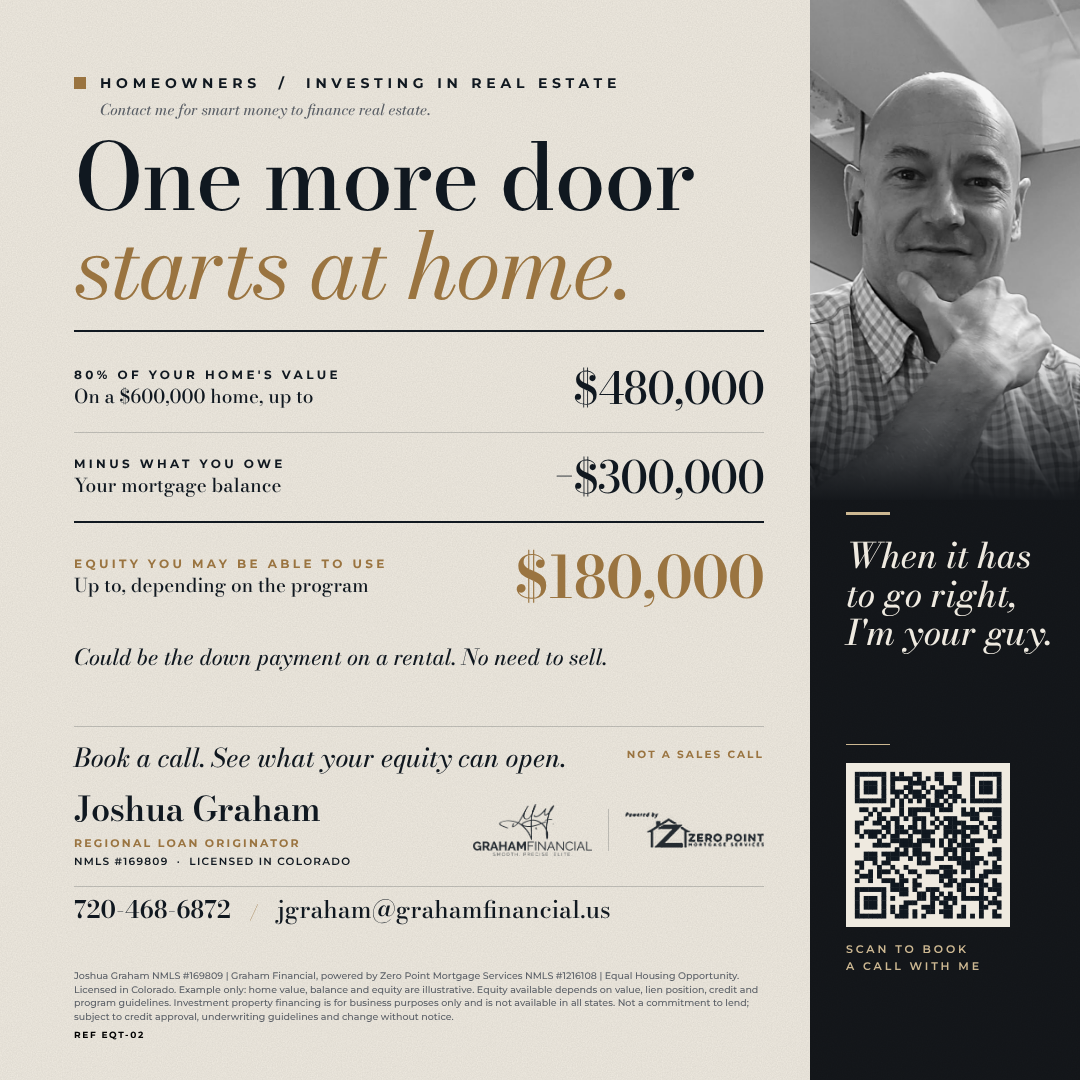 HOMEOWNERS / INVESTING IN REAL ESTATE
Contact me for smart money to finance real estate.
One more door
starts at home.
80% OF YOUR HOME'S VALUE
On a $600,000 home, up to
$480,000
MINUS WHAT YOU OWE
Your mortgage balance
–$300,000
EQUITY YOU MAY BE ABLE TO USE
Up to, depending on the program
$180,000
Could be the down payment on a rental. No need to sell.
Book a call. See what your equity can open.
NOT A SALES CALL
Joshua Graham
REGIONAL LOAN ORIGINATOR
NMLS #169809 · LICENSED IN COLORADO
GRAHAMFINANCIAL
SMOOTH. PRECISE. ELITE.
Powered by
ZERO POINT
MORTGAGE SERVICES
720-468-6872 / jgraham@grahamfinancial.us
Joshua Graham NMLS #169809 | Graham Financial, powered by Zero Point Mortgage Services NMLS #1216108 | Equal Housing Opportunity.
Licensed in Colorado. Example only: home value, balance and equity are illustrative. Equity available depends on value, lien position, credit and
program guidelines. Investment property financing is for business purposes only and is not available in all states. Not a commitment to lend;
subject to credit approval, underwriting guidelines and change without notice.
REF EQT-02
When it has
to go right,
I'm your guy.
SCAN TO BOOK
A CALL WITH ME